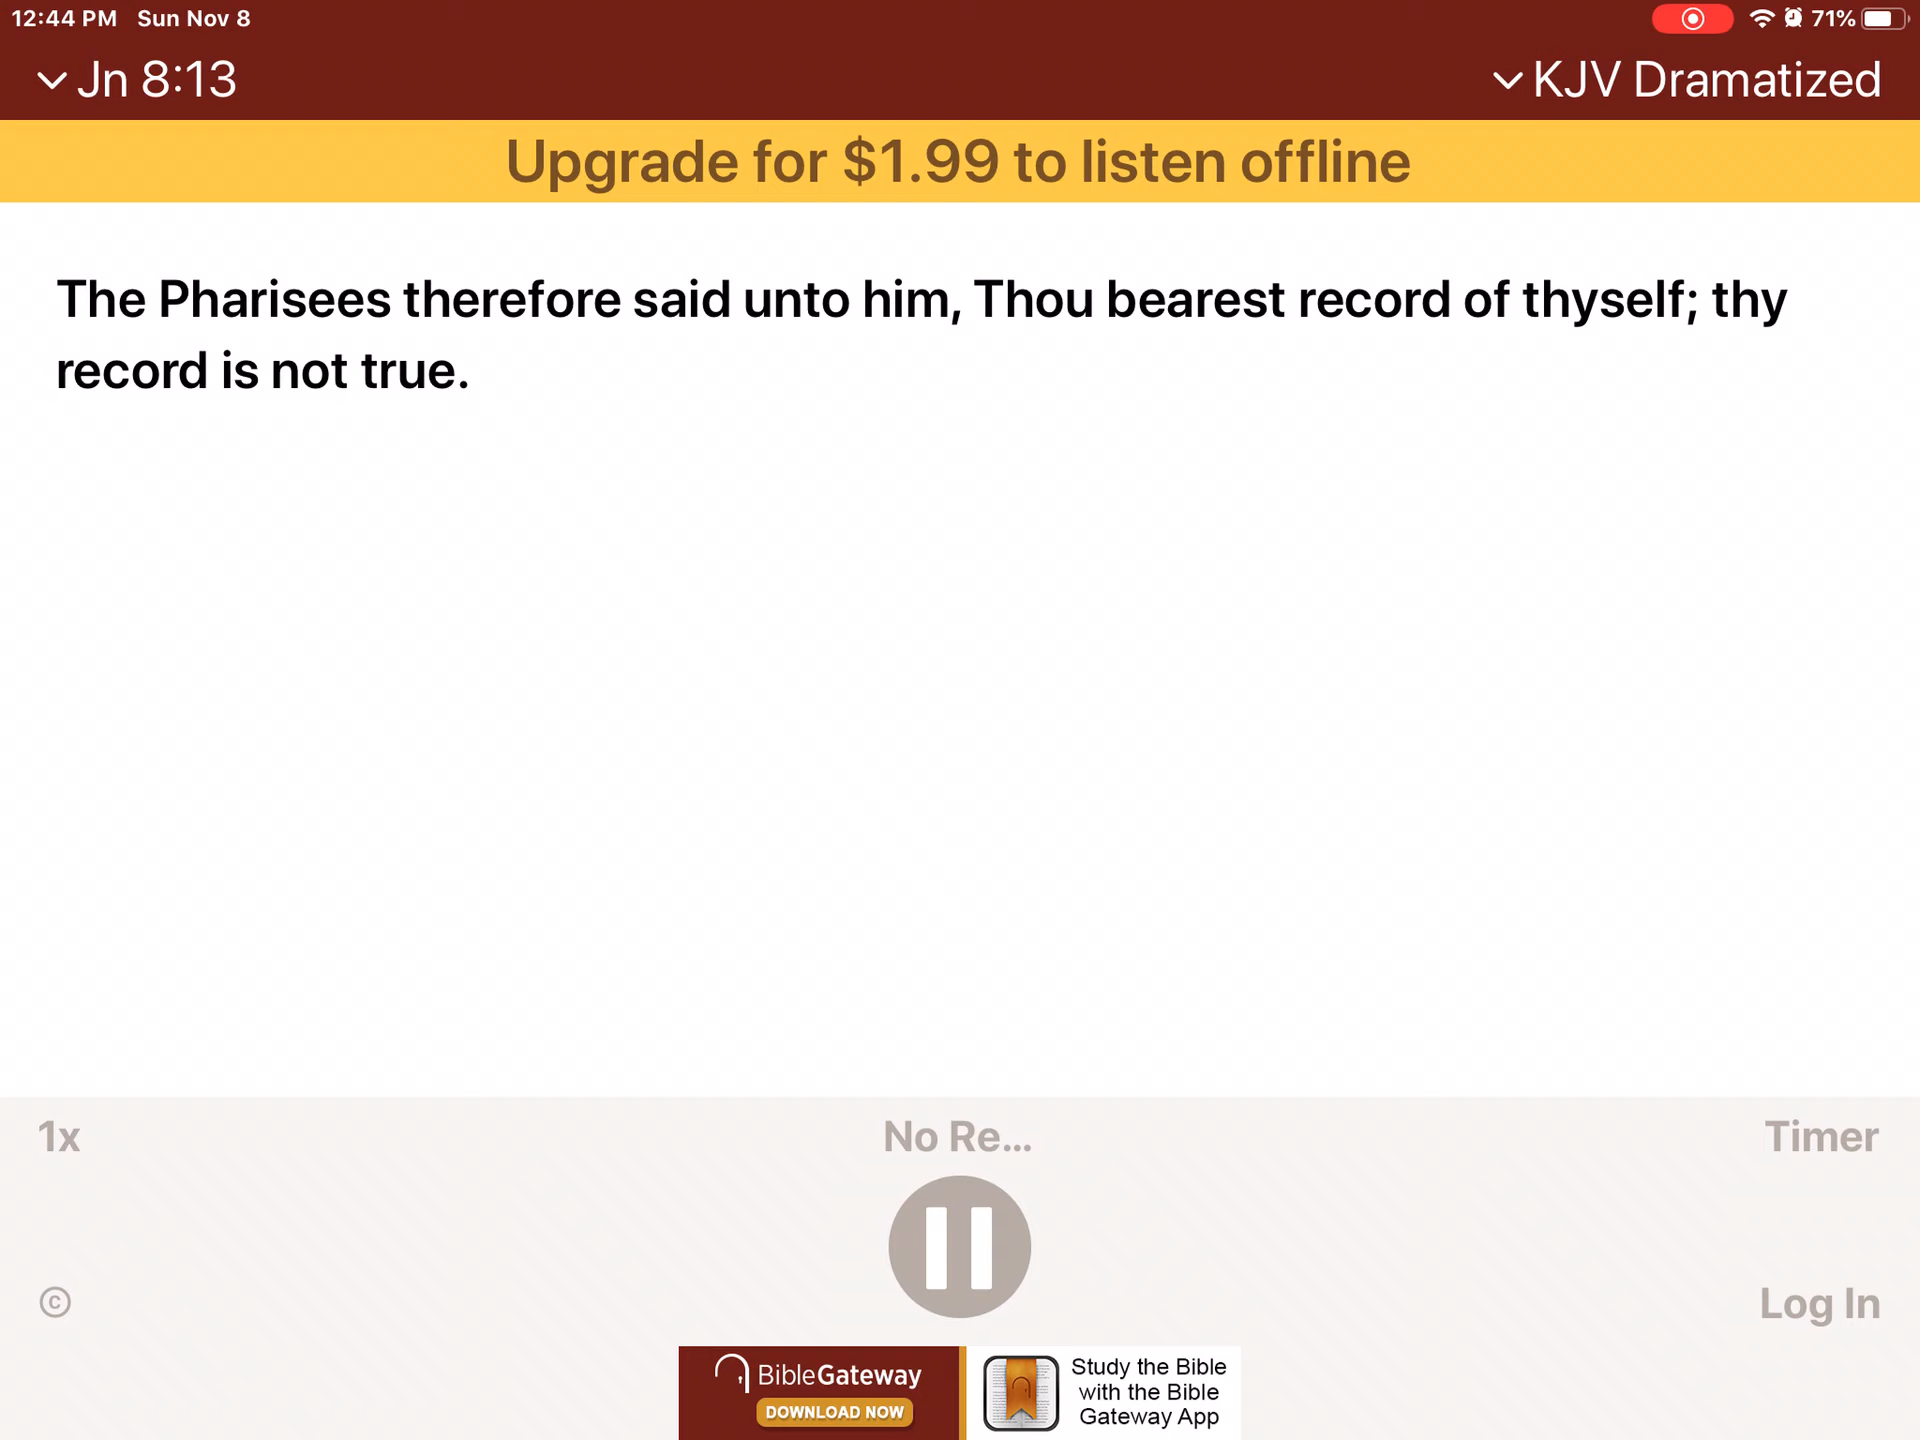 12:44 PM Sun Nov 8
71%
Jn 8:13
KJV Dramatized
Upgrade for $1.99 to listen offline
The Pharisees therefore said unto him, Thou bearest record of thyself; thy
record is not true.
1x
No Re...
Timer
©
Log In
BibleGateway
DOWNLOAD NOW
Study the Bible
with the Bible
Gateway App